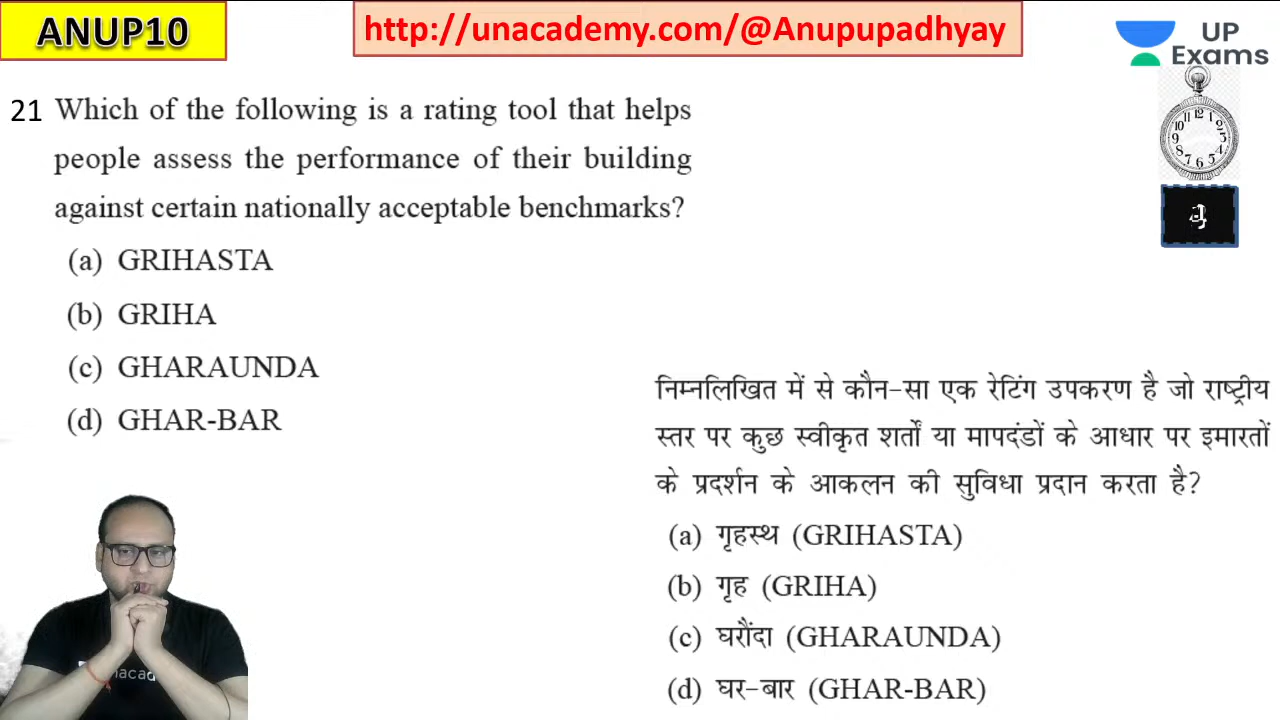 ANUP10
http://unacademy.com/@Anupupadhyay
UP
Exams
21 Which of the following is a rating tool that helps
people assess the performance of their building
against certain nationally acceptable benchmarks?
(a) GRIHASTA
(b) GRIHA
(c) GHARAUNDA
(d) GHAR-BAR
निम्नलिखित में से कौन-सा एक रेटिंग उपकरण है जो राष्ट्रीय
स्तर पर कुछ स्वीकृत शर्तों या मापदंडों के आधार पर इमारतों
के प्रदर्शन के आकलन की सुविधा प्रदान करता है?
(a) गृहस्थ (GRIHASTA)
(b) गृह (GRIHA)
(c) घरौंदा (GHARAUNDA)
(d) घर-बार (GHAR-BAR)